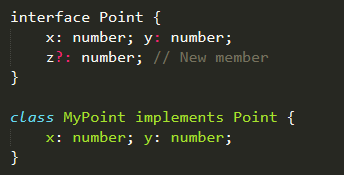 interface Point {
    x: number; y: number;
    z?: number; // New member
}

class MyPoint implements Point {
    x: number; y: number;
}